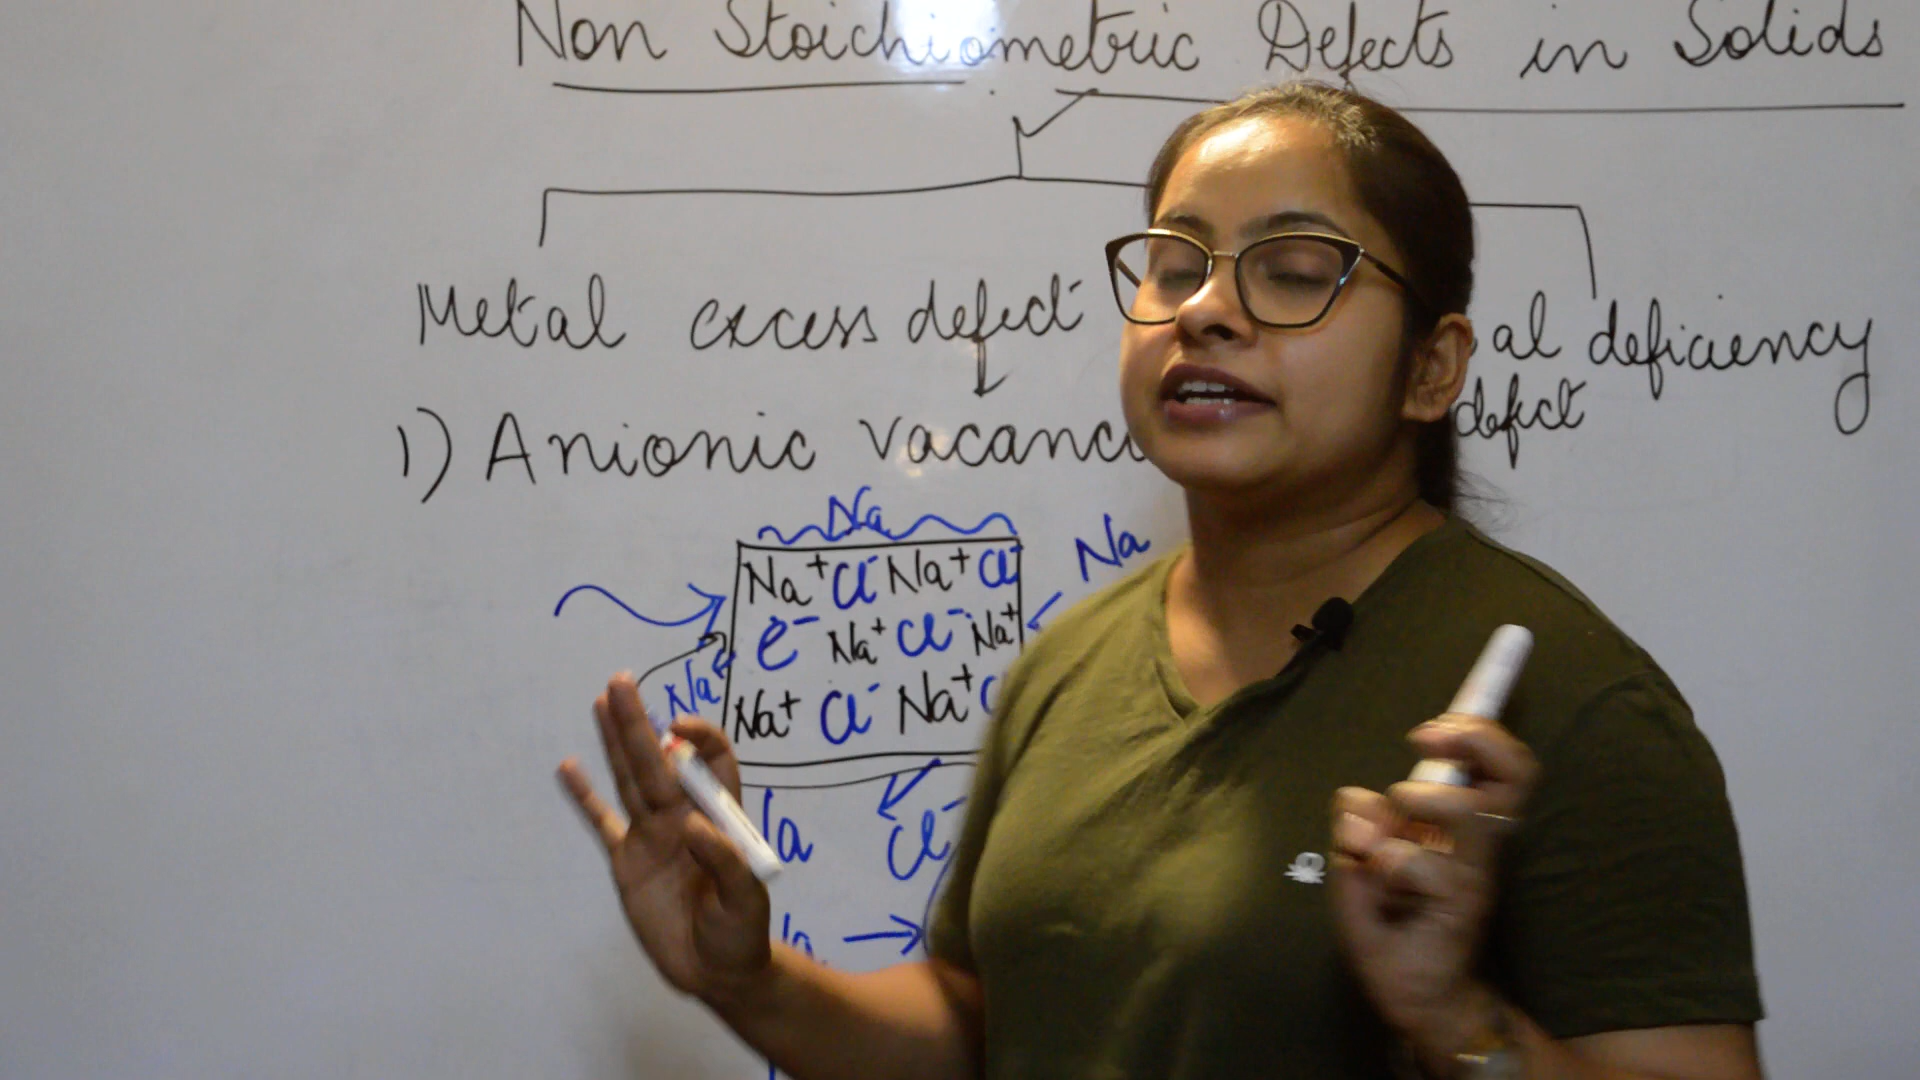 Non Stoichiometric Defects in Solids
Metal excess defect
al deficiency
defect
1) Anionic vacanc
Na
Na
Na⁺ Cl⁻ Na⁺ Cl⁻
e⁻ Na⁺ Cl⁻ Na⁺
Na⁺
Na⁺ Cl⁻ Na⁺ C
a Cl⁻